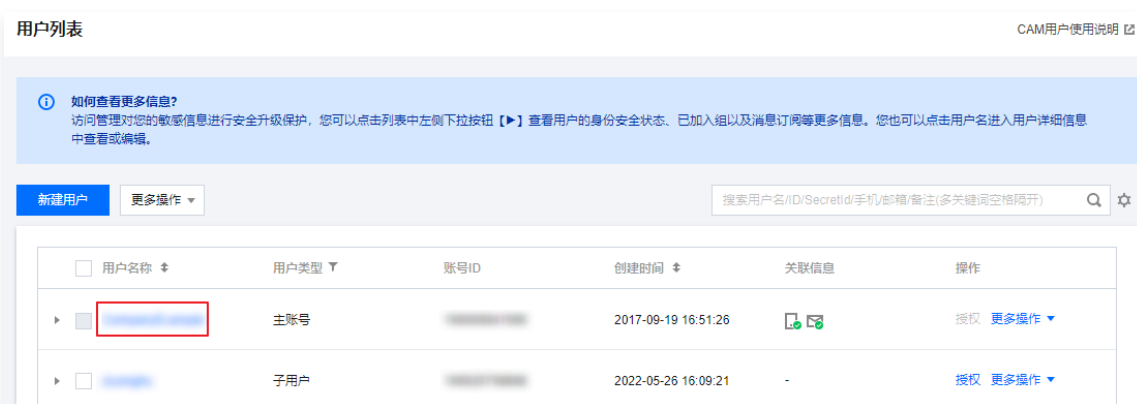 用户列表
CAM用户使用说明
如何查看更多信息?
访问管理对您的敏感信息进行安全升级保护，您可以点击列表中左侧下拉按钮【▶】查看用户的身份安全状态、已加入组以及消息订阅等更多信息。您也可以点击用户名进入用户详细信息
中查看或编辑。
新建用户 更多操作
搜索用户名/ID/SecretId/手机/邮箱/备注(多关键词空格隔开)
用户名称 用户类型 账号ID 创建时间 关联信息 操作
主账号 2017-09-19 16:51:26 授权 更多操作
子用户 2022-05-26 16:09:21 - 授权 更多操作